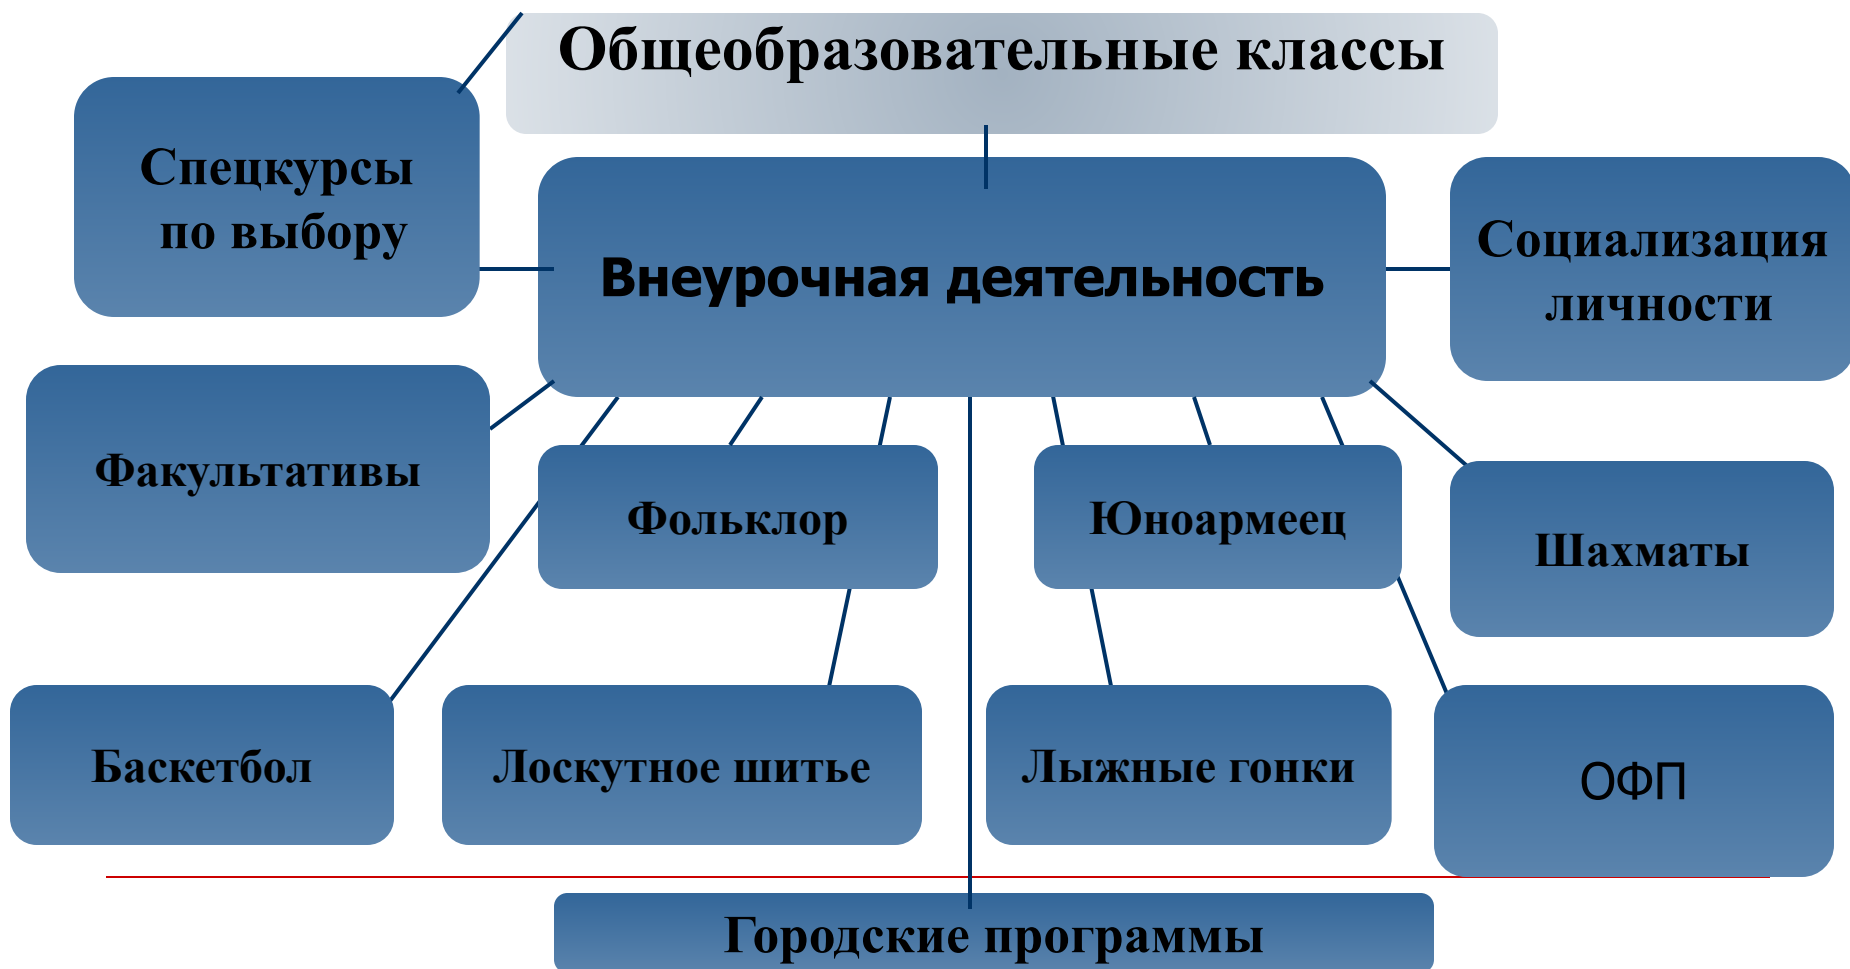 Общеобразовательные классы
Спецкурсы
по выбору
Внеурочная деятельность
Социализация
личности
Факультативы
Фольклор
Юноармеец
Шахматы
Баскетбол
Лоскутное шитье
Лыжные гонки
ОФП
Городские программы